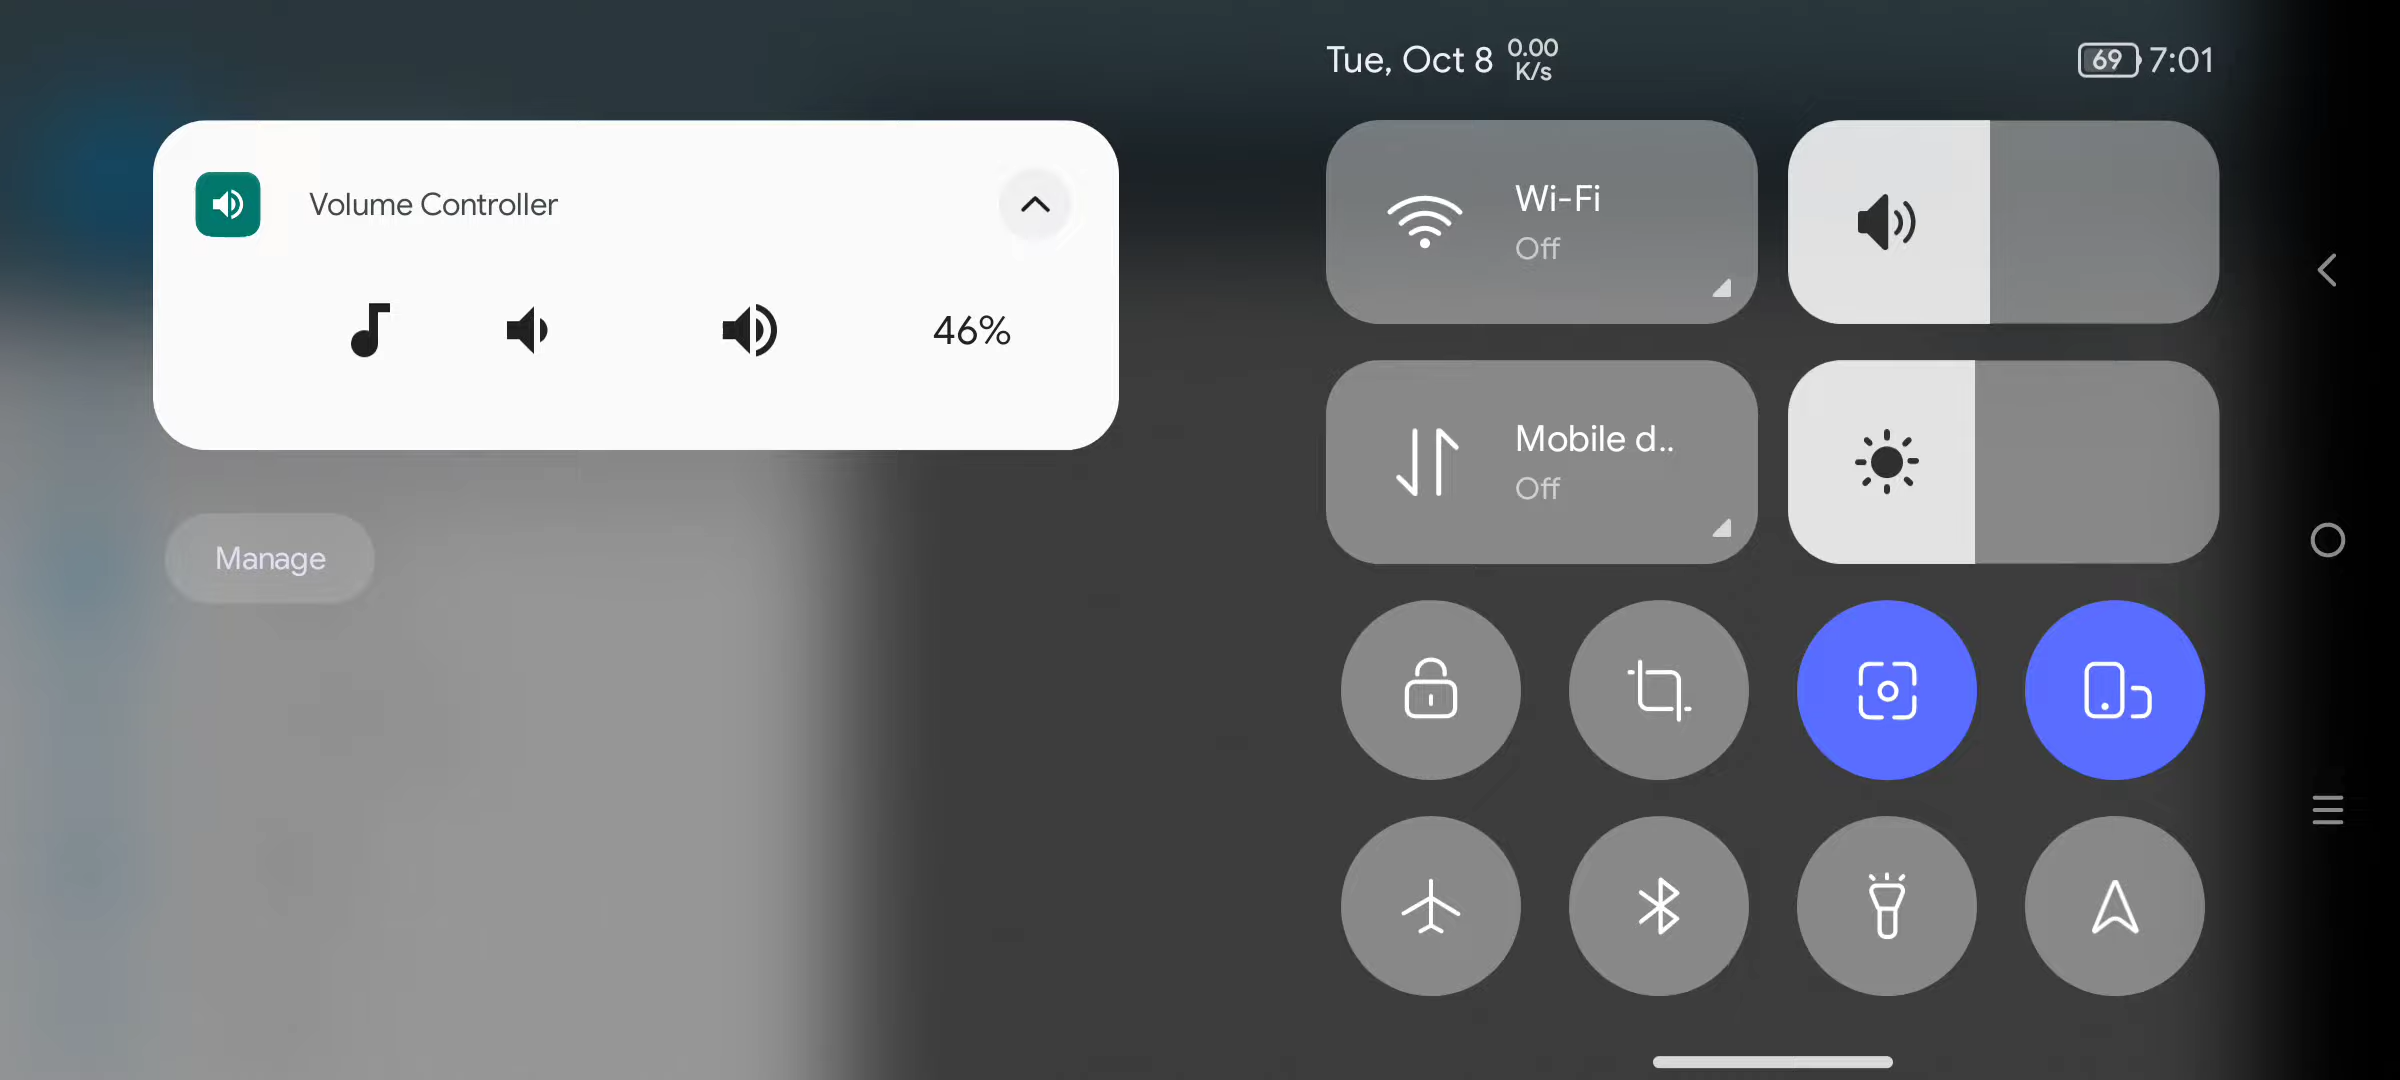 Tue, Oct 8
0.00
K/s
69
7:01
Volume Controller
46%
Manage
Wi-Fi
Off
Mobile d..
Off